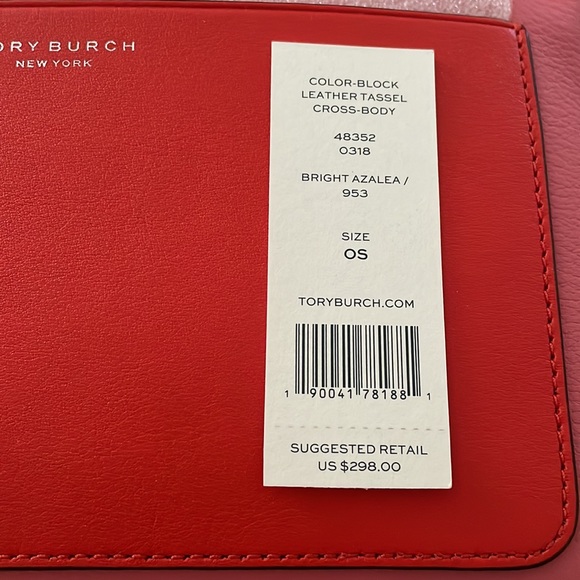 BURCH
NEW YORK
COLOR-BLOCK
LEATHER TASSEL
CROSS-BODY
48352
0318
BRIGHT AZALEA /
953
SIZE
OS
TORYBURCH.COM
1 90041 78188 1
SUGGESTED RETAIL
US $298.00